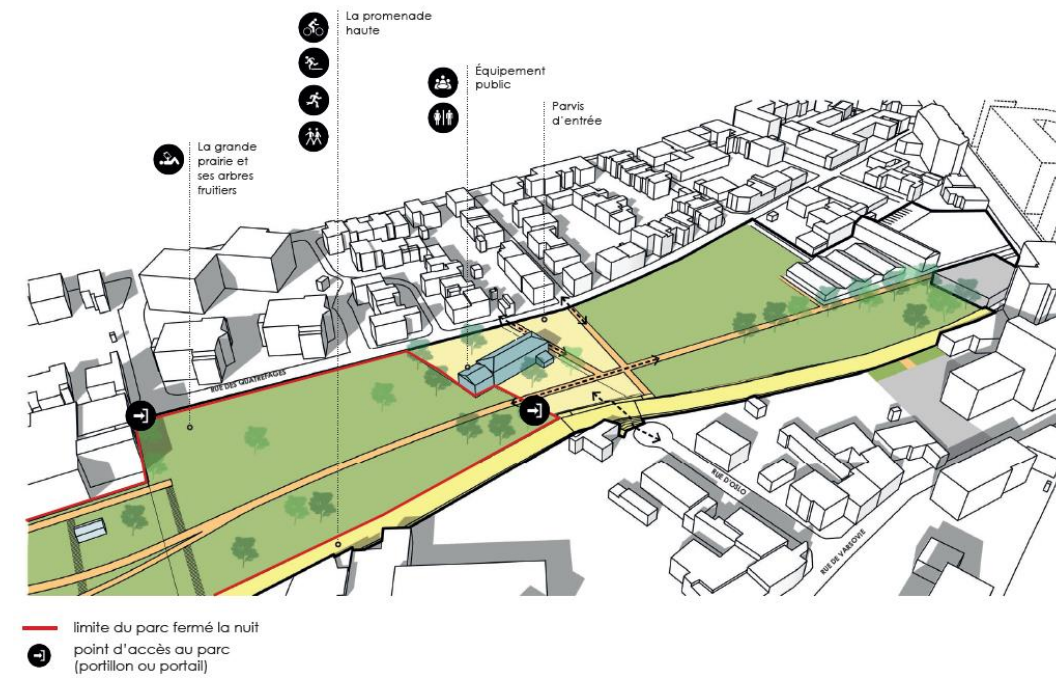 La promenade
haute
Équipement
public
Parvis
d'entrée
La grande
prairie et
ses arbres
fruitiers
RUE DES QUATREFAGES
RUE D'OSLO
RUE DE VARSOVIE
limite du parc fermé la nuit
point d'accès au parc
(portillon ou portail)